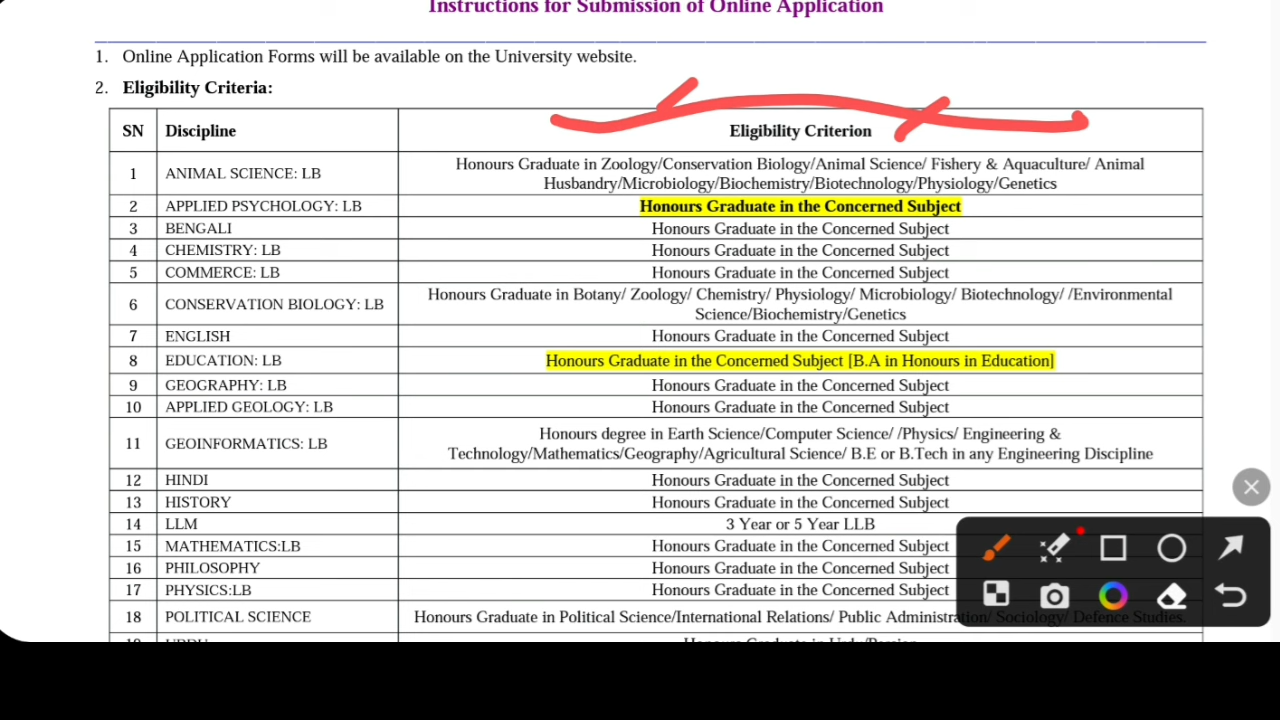 Instructions for Submission of Online Application
1. Online Application Forms will be available on the University website.
2. Eligibility Criteria:
SN Discipline Eligibility Criterion
1 ANIMAL SCIENCE: LB Honours Graduate in Zoology/Conservation Biology/Animal Science/ Fishery & Aquaculture/ Animal
Husbandry/Microbiology/Biochemistry/Biotechnology/Physiology/Genetics
2 APPLIED PSYCHOLOGY: LB Honours Graduate in the Concerned Subject
3 BENGALI Honours Graduate in the Concerned Subject
4 CHEMISTRY: LB Honours Graduate in the Concerned Subject
5 COMMERCE: LB Honours Graduate in the Concerned Subject
6 CONSERVATION BIOLOGY: LB Honours Graduate in Botany/ Zoology/ Chemistry/ Physiology/ Microbiology/ Biotechnology/ /Environmental
Science/Biochemistry/Genetics
7 ENGLISH Honours Graduate in the Concerned Subject
8 EDUCATION: LB Honours Graduate in the Concerned Subject [B.A in Honours in Education]
9 GEOGRAPHY: LB Honours Graduate in the Concerned Subject
10 APPLIED GEOLOGY: LB Honours Graduate in the Concerned Subject
11 GEOINFORMATICS: LB Honours degree in Earth Science/Computer Science/ /Physics/ Engineering &
Technology/Mathematics/Geography/Agricultural Science/ B.E or B.Tech in any Engineering Discipline
12 HINDI Honours Graduate in the Concerned Subject
13 HISTORY Honours Graduate in the Concerned Subject
14 LLM 3 Year or 5 Year LLB
15 MATHEMATICS:LB Honours Graduate in the Concerned Subject
16 PHILOSOPHY Honours Graduate in the Concerned Subject
17 PHYSICS:LB Honours Graduate in the Concerned Subject
18 POLITICAL SCIENCE Honours Graduate in Political Science/International Relations/ Public Administration/ Sociology/ Defence Studies.